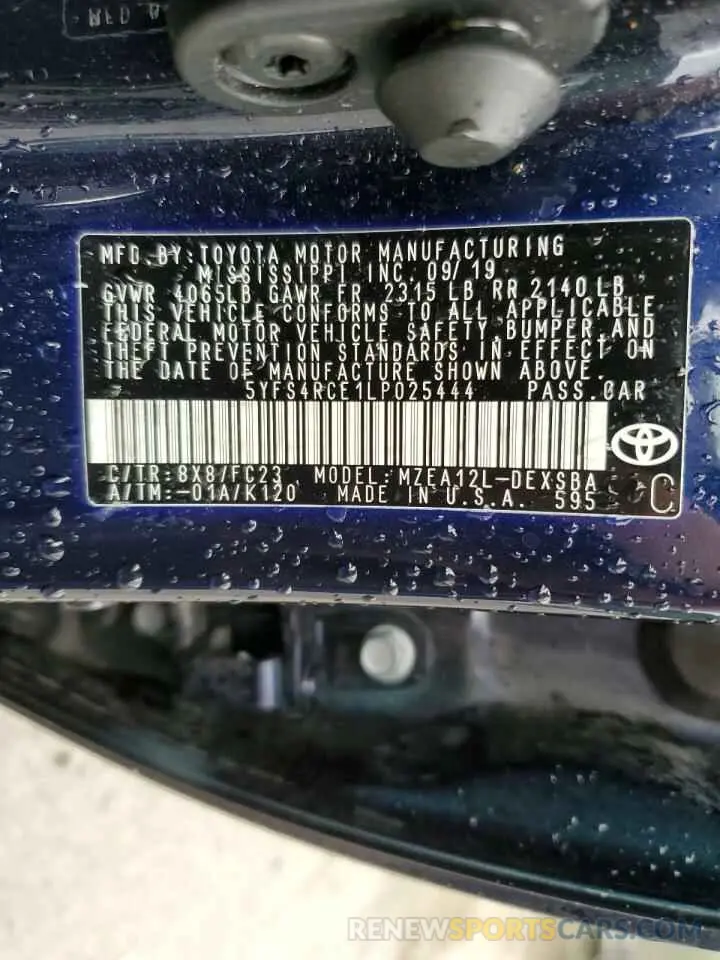 MFD. BY: TOYOTA MOTOR MANUFACTURING
MISSISSIPPI INC. 09/19
GVWR 4065LB GAWR FR 2315 LB RR 2140 LB
THIS VEHICLE CONFORMS TO ALL APPLICABLE
FEDERAL MOTOR VEHICLE SAFETY, BUMPER, AND
THEFT PREVENTION STANDARDS IN EFFECT ON
THE DATE OF MANUFACTURE SHOWN ABOVE.
5YFS4RCE1LP025444 PASS. CAR
C/TR: 8X8/FC23 MODEL: MZEA12L-DEXSBA
A/TM: -01A/K120 MADE IN U.S.A. 595 C
RENEWSPORTSCARS.COM